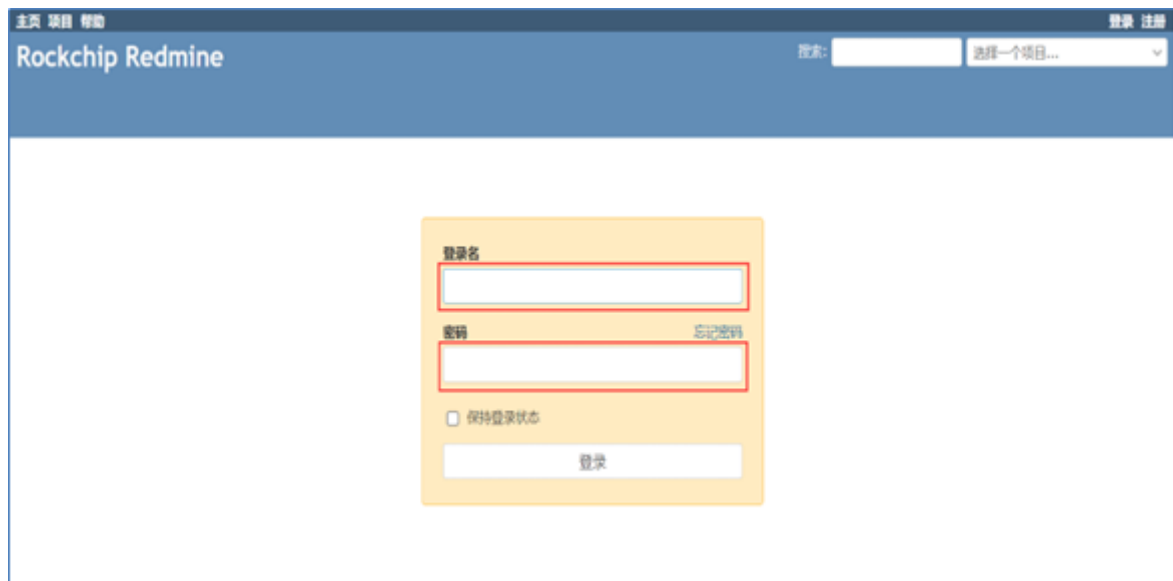 主页 项目 帮助 登录 注册
Rockchip Redmine 搜索: 选择一个项目...
登录名
密码 忘记密码
保持登录状态
登录